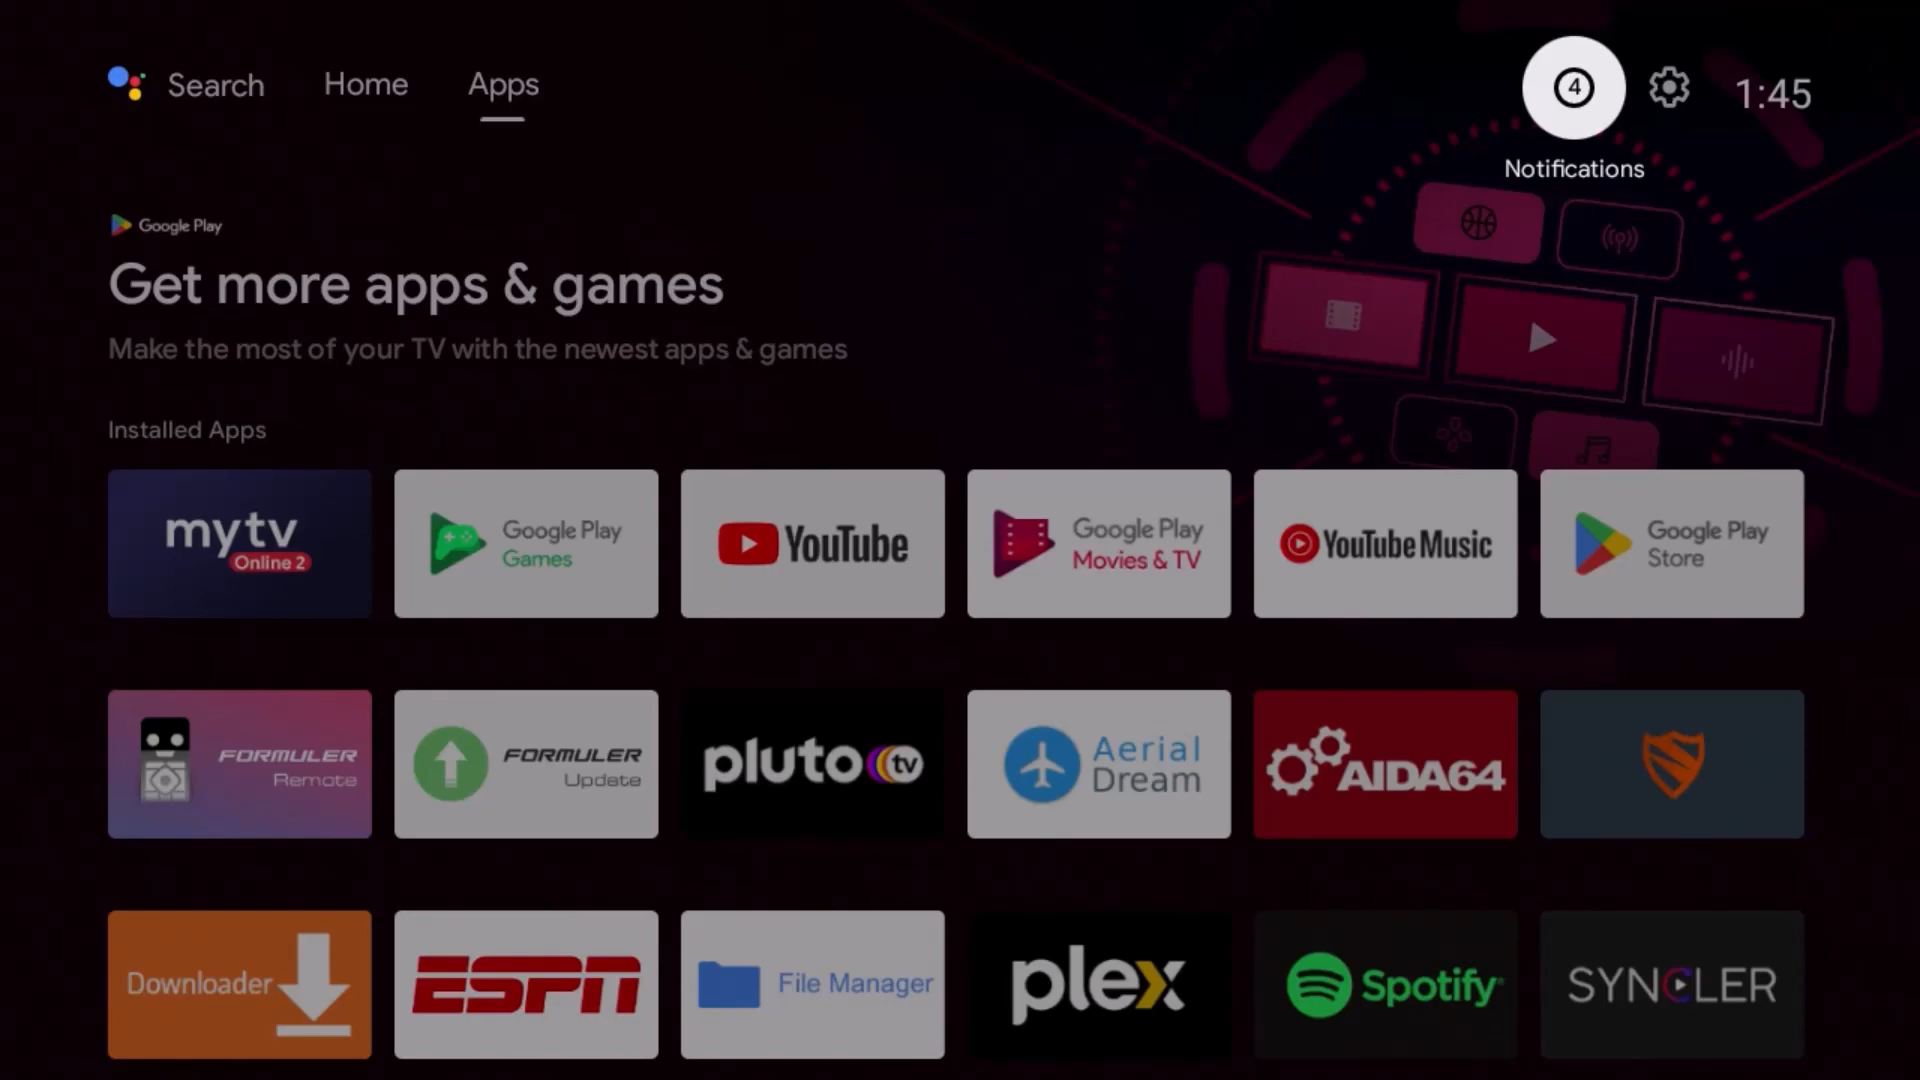 Search Home Apps 4 1:45
Notifications
Google Play
Get more apps & games
Make the most of your TV with the newest apps & games
Installed Apps
mytv
Online 2
Google Play
Games
YouTube
Google Play
Movies & TV
YouTube Music
Google Play
Store
FORMULER
Remote
FORMULER
Update
pluto tv
Aerial
Dream
AIDA64
Downloader
ESPN
File Manager
plex
Spotify
SYNCLER